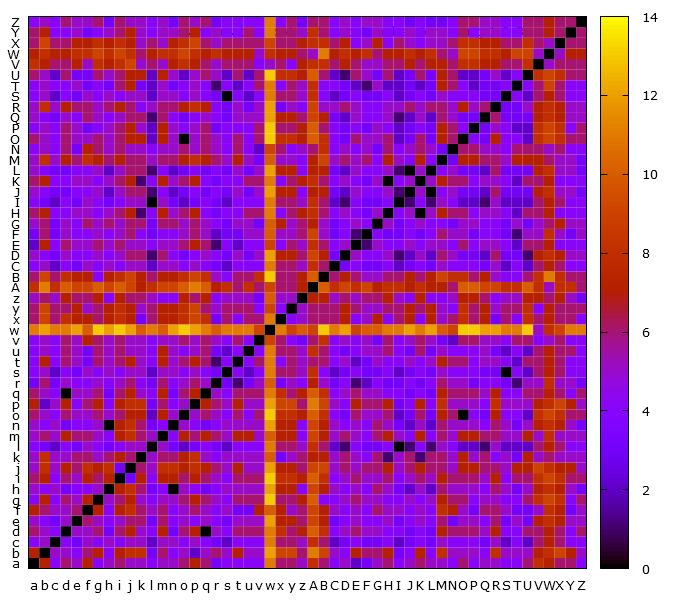 Z
Y
X
W
V
U
T
S
R
Q
P
O
N
M
L
K
J
I
H
G
F
E
D
C
B
A
z
y
x
w
v
u
t
s
r
q
p
o
n
m
l
k
j
i
h
g
f
e
d
c
b
a
a b c d e f g h i j k l m n o p q r s t u v w x y z A B C D E F G H I J K L M N O P Q R S T U V W X Y Z
14
12
10
8
6
4
2
0